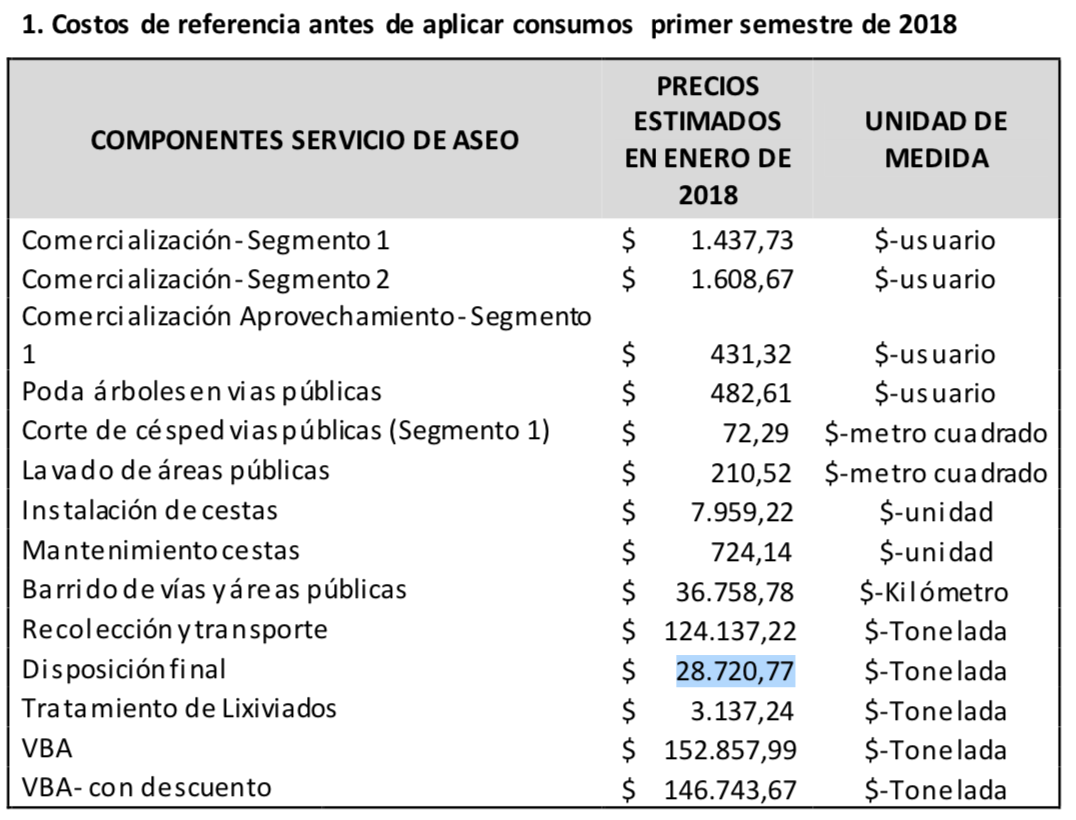 1. Costos de referencia antes de aplicar consumos primer semestre de 2018
COMPONENTES SERVICIO DE ASEO
PRECIOS
ESTIMADOS
EN ENERO DE
2018
UNIDAD DE
MEDIDA
Comercialización- Segmento 1 $ 1.437,73 $-usuario
Comercialización- Segmento 2 $ 1.608,67 $-usuario
Comercialización Aprovechamiento- Segmento
1 $ 431,32 $-usuario
Poda árboles en vias públicas $ 482,61 $-usuario
Corte de césped vias públicas (Segmento 1) $ 72,29 $-metro cuadrado
Lavado de áreas públicas $ 210,52 $-metro cuadrado
Instalación de cestas $ 7.959,22 $-unidad
Mantenimiento cestas $ 724,14 $-unidad
Barrido de vías y áreas públicas $ 36.758,78 $-Kilómetro
Recolección y transporte $ 124.137,22 $-Tonelada
Disposición final $ 28.720,77 $-Tonelada
Tratamiento de Lixiviados $ 3.137,24 $-Tonelada
VBA $ 152.857,99 $-Tonelada
VBA- con descuento $ 146.743,67 $-Tonelada